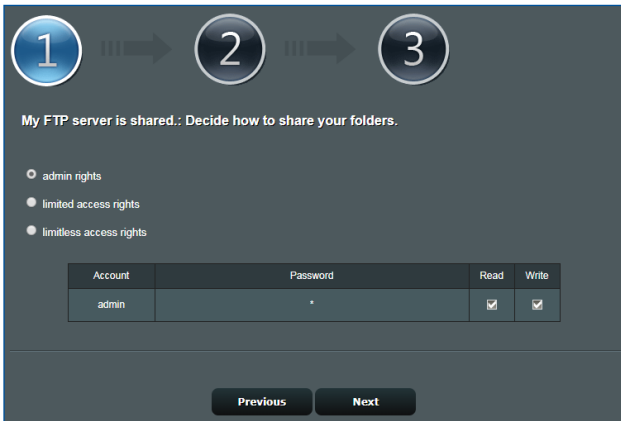 1 2 3
My FTP server is shared.: Decide how to share your folders.
admin rights
limited access rights
limitless access rights
Account Password Read Write
admin *
Previous Next